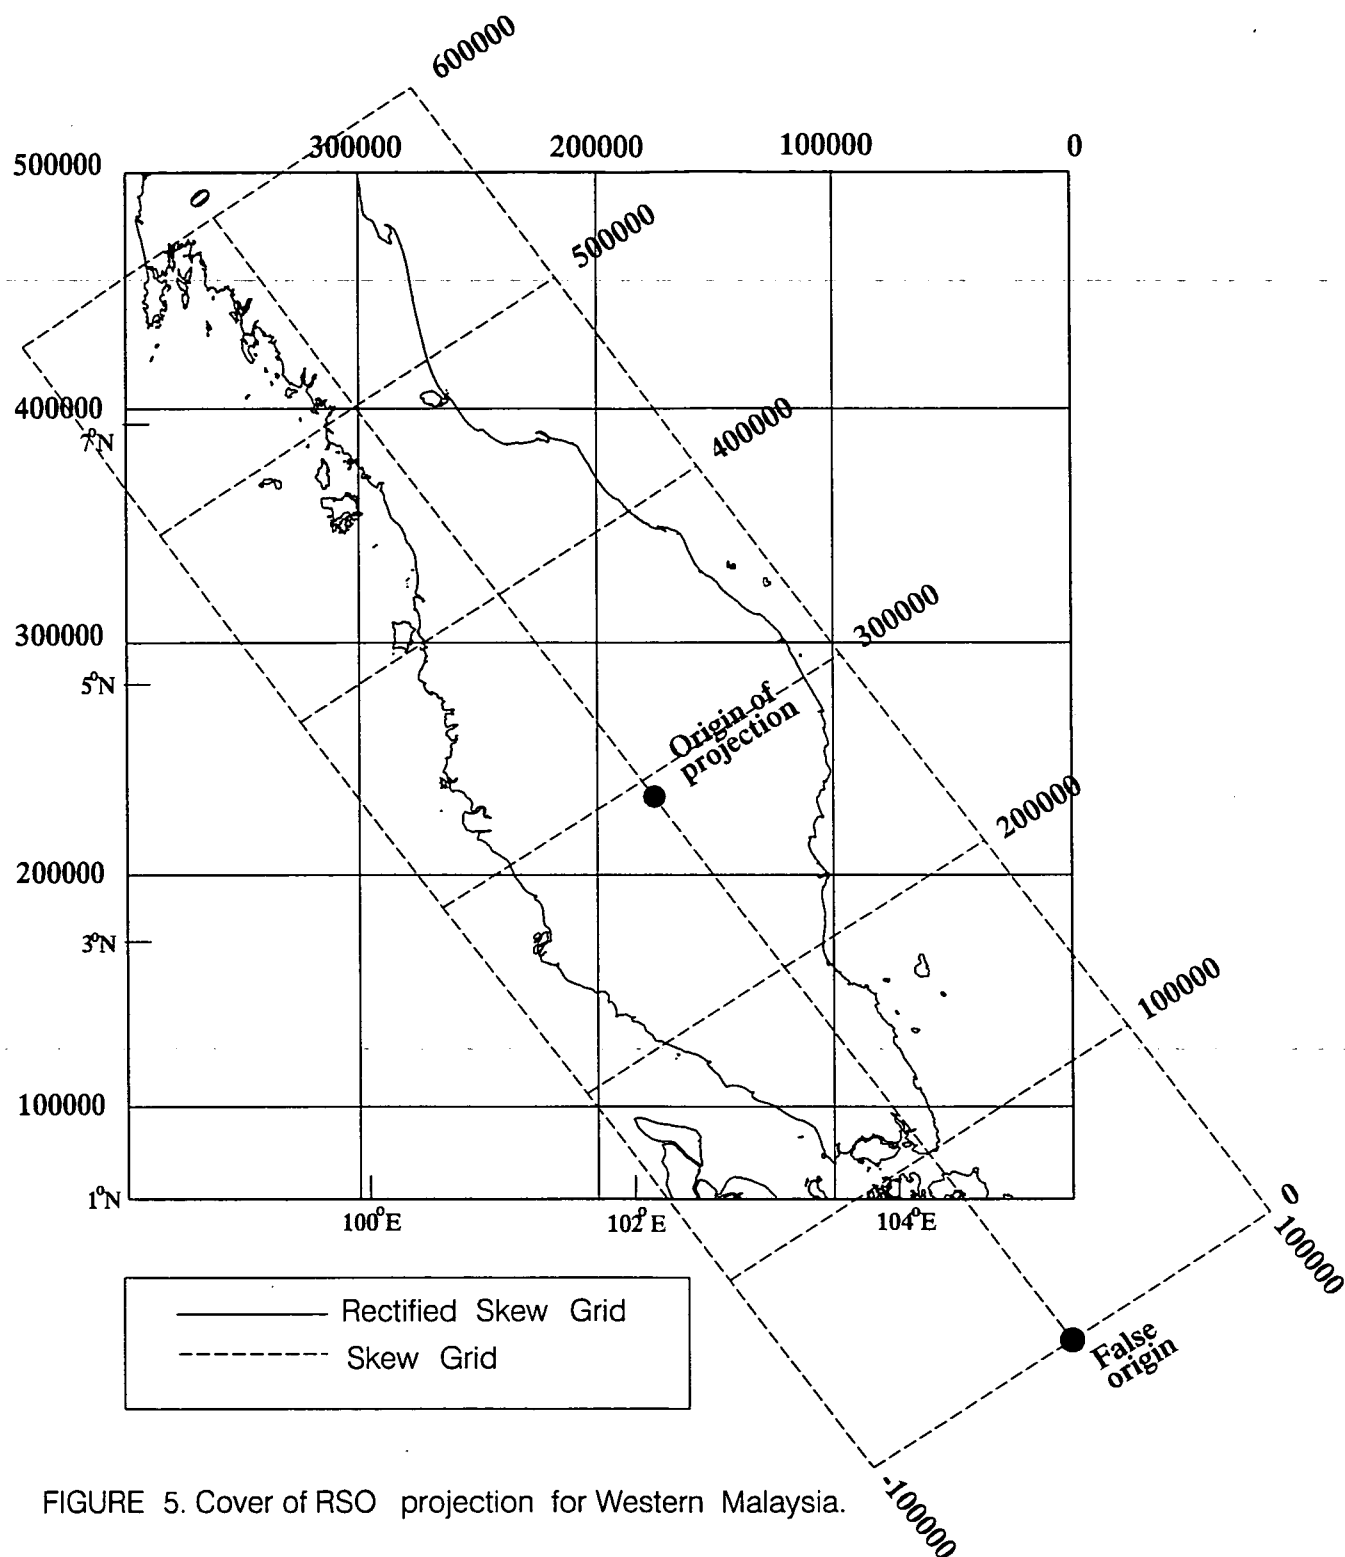 600000
300000
200000
100000
0
500000
0
500000
400000
7°N
400000
300000
300000
5°N
Origin of
projection
200000
200000
3°N
100000
100000
1°N
100°E
102°E
104°E
0
100000
Rectified Skew Grid
Skew Grid
False
origin
-100000
FIGURE 5. Cover of RSO projection for Western Malaysia.